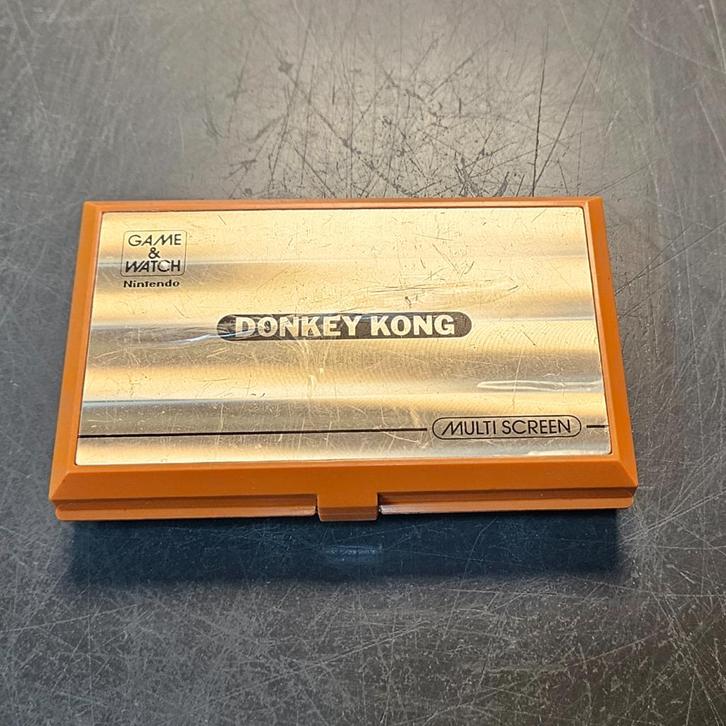 GAME
&
WATCH
Nintendo
DONKEY KONG
MULTI SCREEN